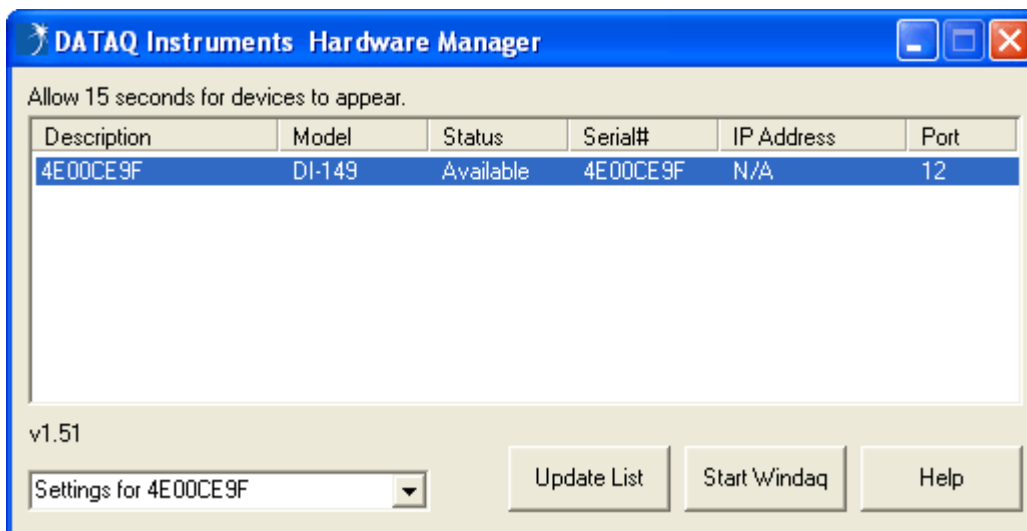 DATAQ Instruments Hardware Manager
Allow 15 seconds for devices to appear.
Description Model Status Serial# IP Address Port
4E00CE9F DI-149 Available 4E00CE9F N/A 12
v1.51
Settings for 4E00CE9F Update List Start Windaq Help